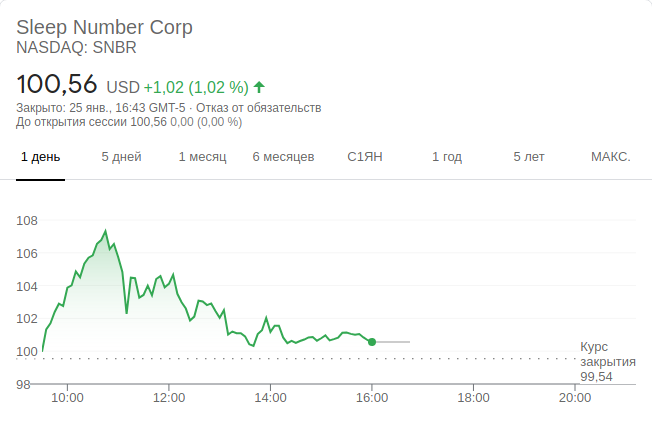 Sleep Number Corp
NASDAQ: SNBR
100,56 USD +1,02 (1,02 %)
Закрыто: 25 янв., 16:43 GMT-5 · Отказ от обязательств
До открытия сессии 100,56 0,00 (0,00 %)
1 день 5 дней 1 месяц 6 месяцев С1ЯН 1 год 5 лет МАКС.
108
106
104
102
100
Курс
закрытия
99,54
98
10:00 12:00 14:00 16:00 18:00 20:00